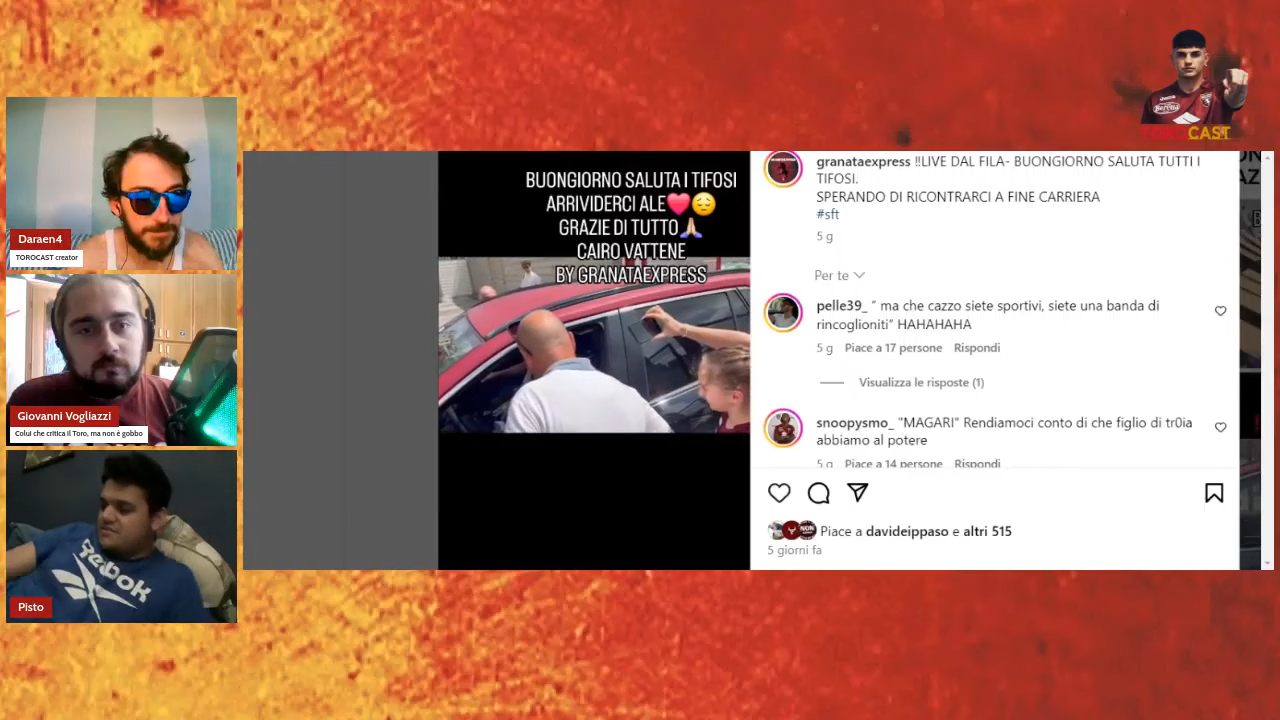 TOROCAST
Daraen4
TOROCAST creator
Giovanni Vogliazzi
Colui che critica il Toro, ma non è gobbo
Reebok
Pisto
BUONGIORNO SALUTA I TIFOSI
ARRIVIDERCI ALE❤️😔
GRAZIE DI TUTTO🙏🏻
CAIRO VATTENE
BY GRANATAEXPRESS
granataexpress ‼️LIVE DAL FILA- BUONGIORNO SALUTA TUTTI I
TIFOSI.
SPERANDO DI RICONTRARCI A FINE CARRIERA
#sft
5 g
Per te
pelle39_ “ ma che cazzo siete sportivi, siete una banda di
rincoglioniti” HAHAHAHA
5 g Piace a 17 persone Rispondi
Visualizza le risposte (1)
snoopysmo_ "MAGARI" Rendiamoci conto di che figlio di tr0ia
abbiamo al potere
5 g Piace a 14 persone Rispondi
Piace a davideippaso e altri 515
5 giorni fa